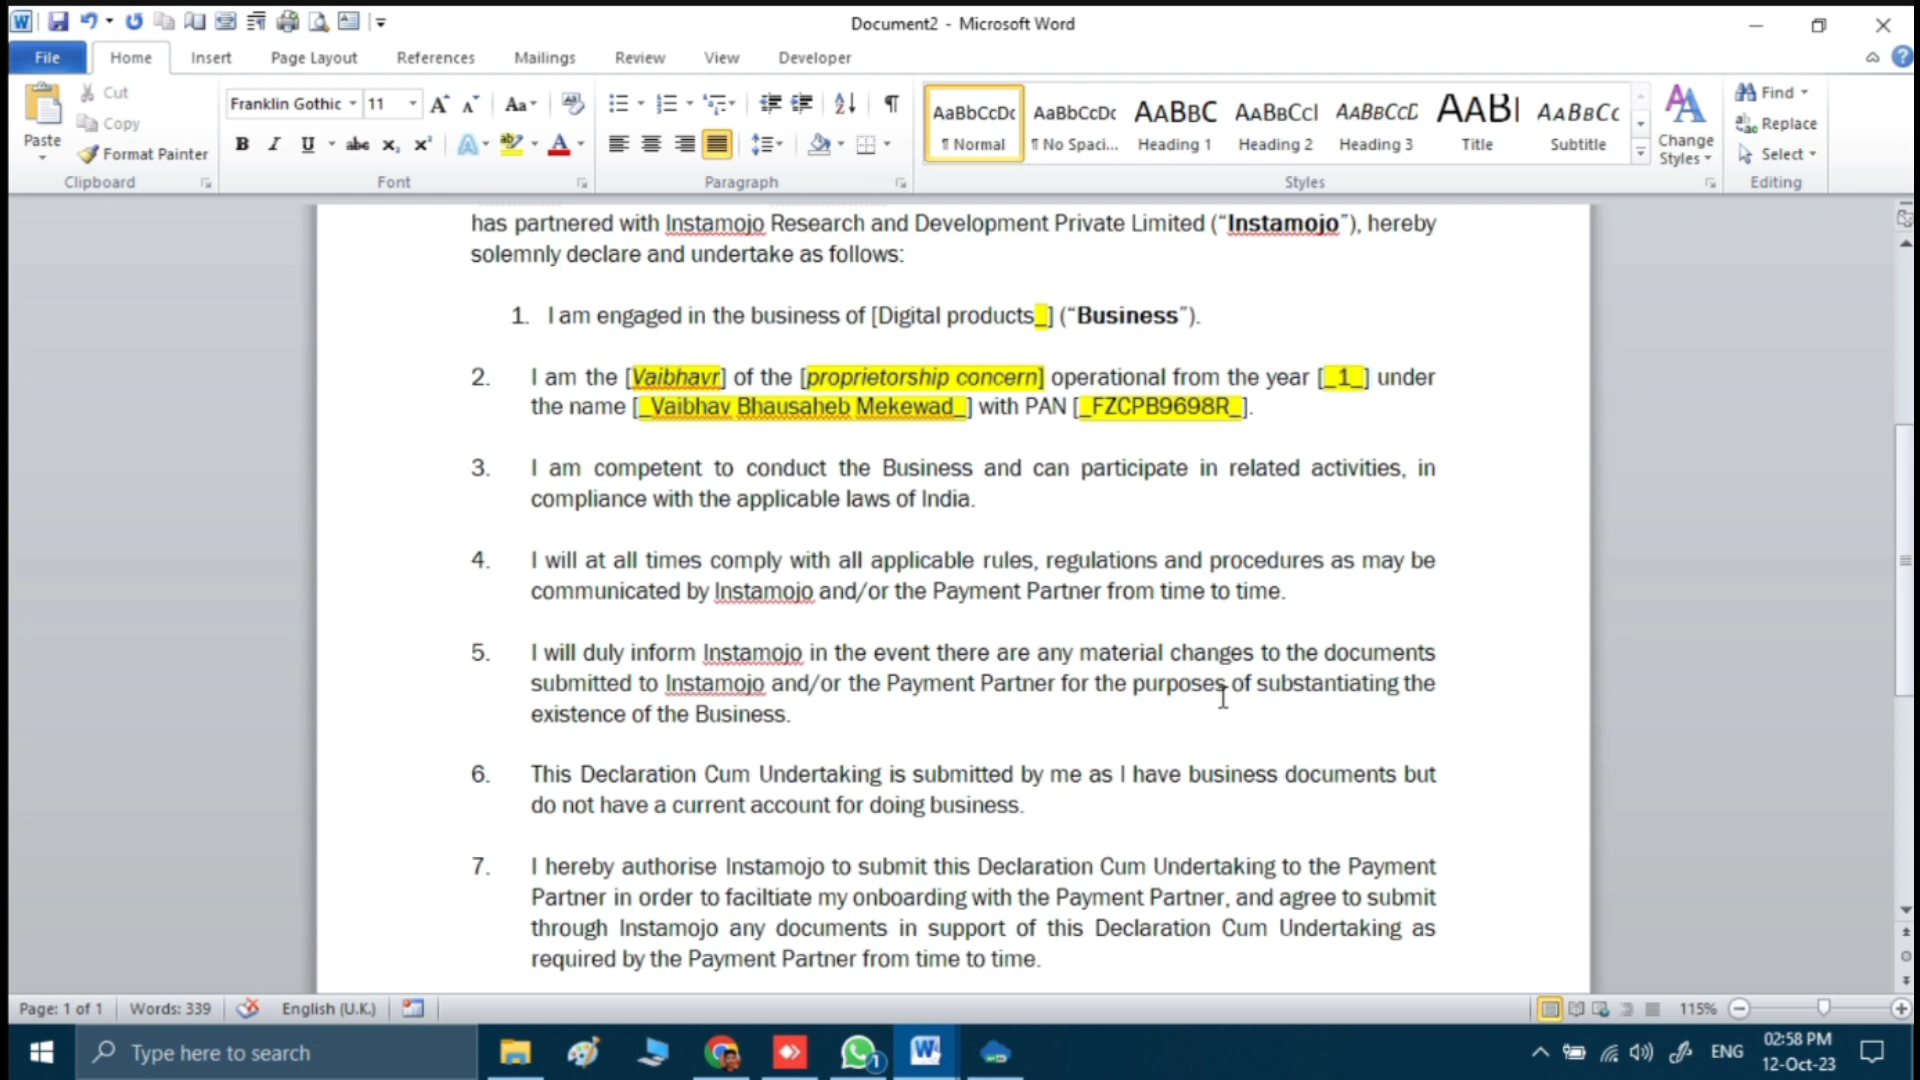 Document2 - Microsoft Word
File Home Insert Page Layout References Mailings Review View Developer
Paste
Cut
Copy
Format Painter
Clipboard
Franklin Gothic 11
Font
Paragraph
AaBbCcDc AaBbCcDc AaBbC AaBbCcI AaBbCcD AaBl AaBbCc
¶ Normal ¶ No Spaci... Heading 1 Heading 2 Heading 3 Title Subtitle
Styles
Change Styles
Find
Replace
Select
Editing
has partnered with Instamojo Research and Development Private Limited (“Instamojo”), hereby
solemnly declare and undertake as follows:
1. I am engaged in the business of [Digital products_] (“Business”).
2. I am the [Vaibhavr] of the [proprietorship concern] operational from the year [_1_] under
the name [_Vaibhav Bhausaheb Mekewad_] with PAN [_FZCPB9698R_].
3. I am competent to conduct the Business and can participate in related activities, in
compliance with the applicable laws of India.
4. I will at all times comply with all applicable rules, regulations and procedures as may be
communicated by Instamojo and/or the Payment Partner from time to time.
5. I will duly inform Instamojo in the event there are any material changes to the documents
submitted to Instamojo and/or the Payment Partner for the purposes of substantiating the
existence of the Business.
6. This Declaration Cum Undertaking is submitted by me as I have business documents but
do not have a current account for doing business.
7. I hereby authorise Instamojo to submit this Declaration Cum Undertaking to the Payment
Partner in order to faciltiate my onboarding with the Payment Partner, and agree to submit
through Instamojo any documents in support of this Declaration Cum Undertaking as
required by the Payment Partner from time to time.
Page: 1 of 1 Words: 339 English (U.K.) 115%
Type here to search
1
ENG
02:58 PM
12-Oct-23